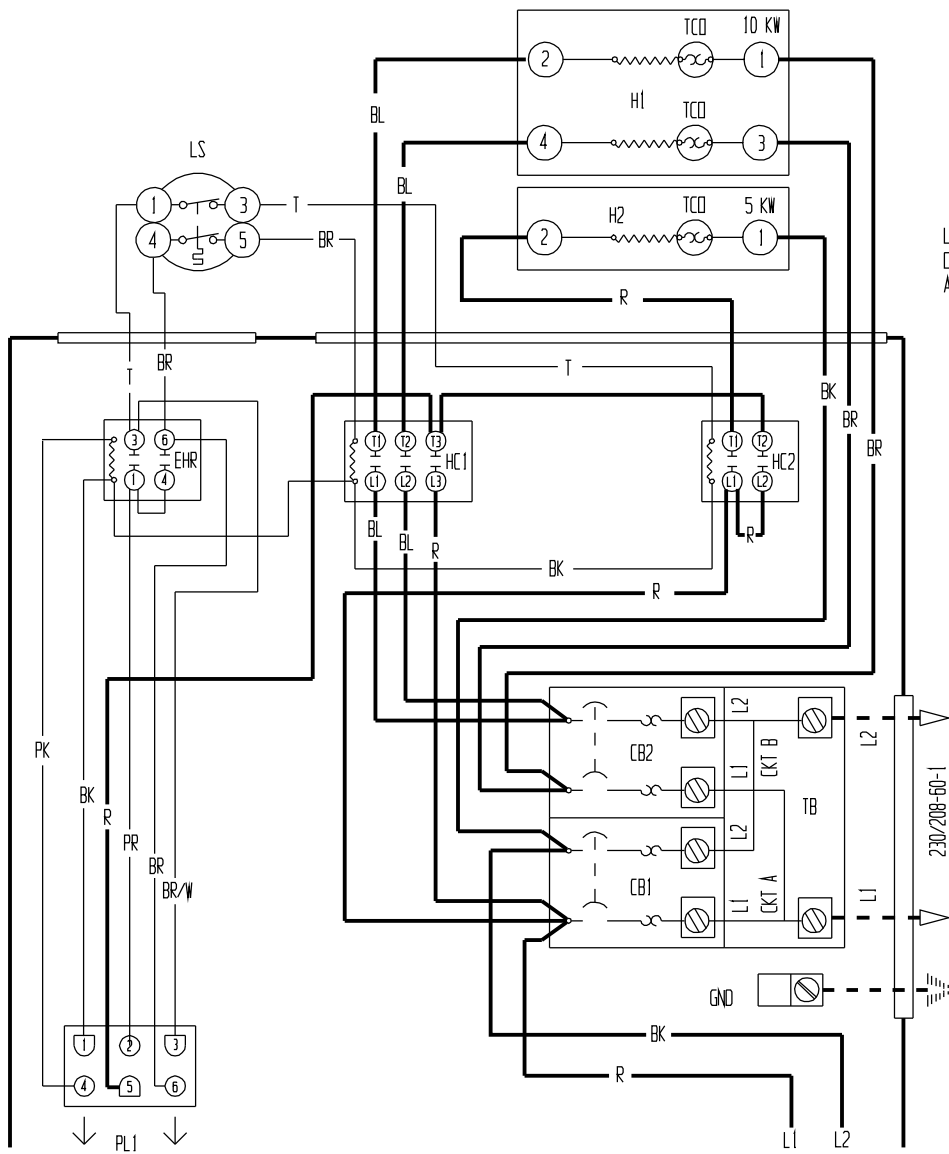 TCO 10 KW
2 1
H1
BL
TCO
4 3
BL
LS
1 3 T
4 5 BR
H2 TCO 5 KW
2 1
R
L
C
A
T BR
T
BK
BR
BR
3 6
EHR
1 4
T1 T2 T3
HC1
L1 L2 L3
T1 T2
HC2
L1 L2
BL BL R
R
BK
R
PK
BK
R
PR
BR
BR/W
CB2
L2
L1
CKT B
TB
L2
CB1
L2
L1
CKT A
L1
230/208-60-1
GND
BK
R
1 2 3
4 5 6
PL1
L1 L2